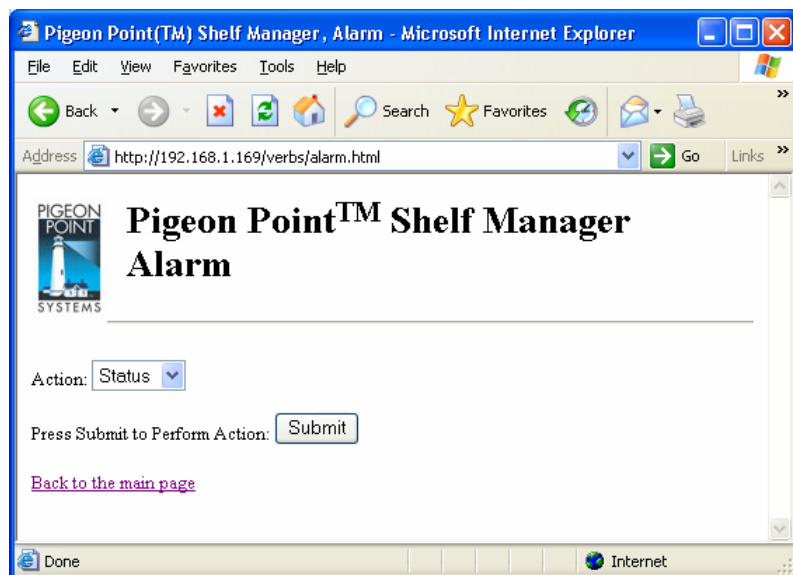 Pigeon Point(TM) Shelf Manager, Alarm - Microsoft Internet Explorer
File Edit View Favorites Tools Help
Back Search Favorites »
Address http://192.168.1.169/verbs/alarm.html Go Links »
PIGEON
POINT
SYSTEMS
Pigeon Point™ Shelf Manager
Alarm
Action: Status
Press Submit to Perform Action: Submit
Back to the main page
Done Internet